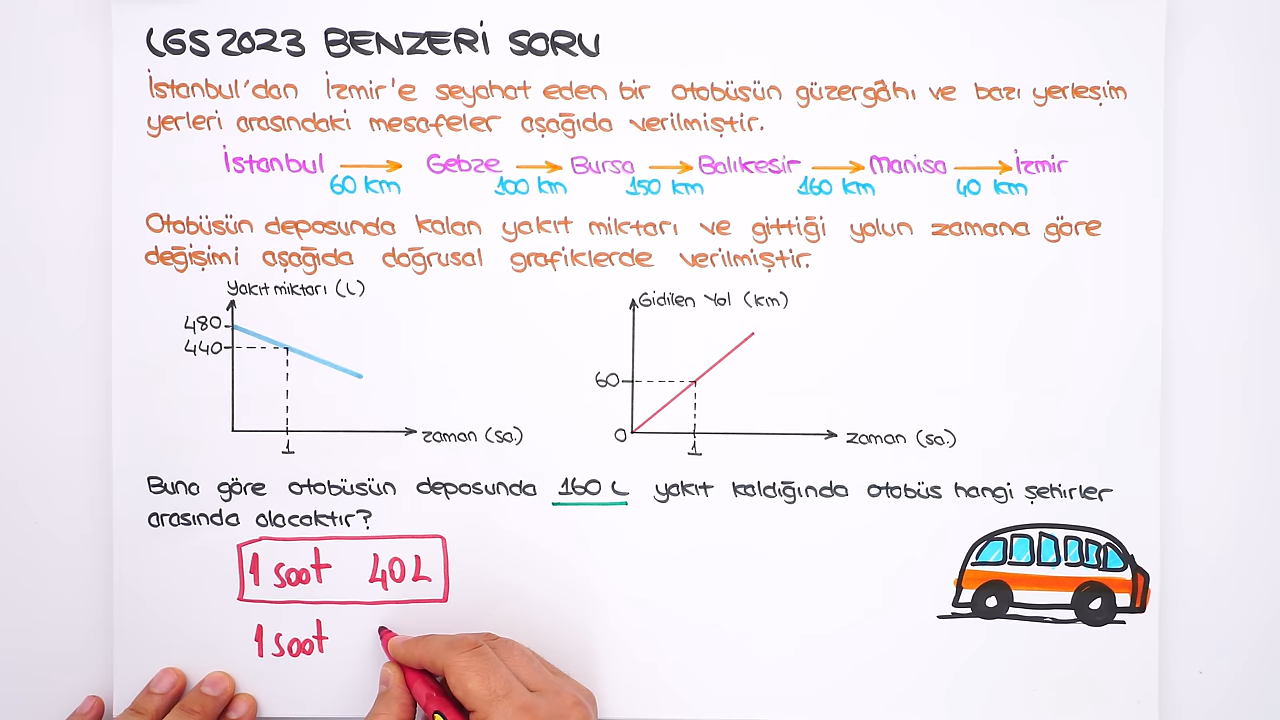 LGS 2023 BENZERİ SORU
İstanbul'dan İzmir'e seyahat eden bir otobüsün güzergâhı ve bazı yerleşim
yerleri arasındaki mesafeler aşağıda verilmiştir.
İstanbul → Gebze → Bursa → Balıkesir → Manisa → İzmir
60 km 100 km 150 km 160 km 40 km
Otobüsün deposunda kalan yakıt miktarı ve gittiği yolun zamana göre
değişimi aşağıda doğrusal grafiklerde verilmiştir.
Yakıt miktarı (L)
480
440
1
zaman (sa.)
Gidilen Yol (km)
60
0
1
zaman (sa.)
Buna göre otobüsün deposunda 160 L yakıt kaldığında otobüs hangi şehirler
arasında olacaktır?
1 saat 40L
1 saat